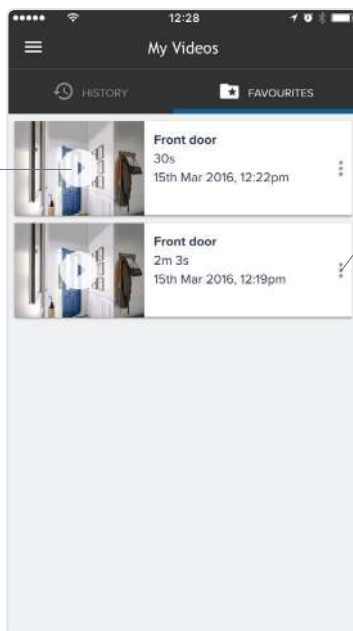 12:28
My Videos
HISTORY
FAVOURITES
Front door
30s
15th Mar 2016, 12:22pm
Front door
2m 3s
15th Mar 2016, 12:19pm